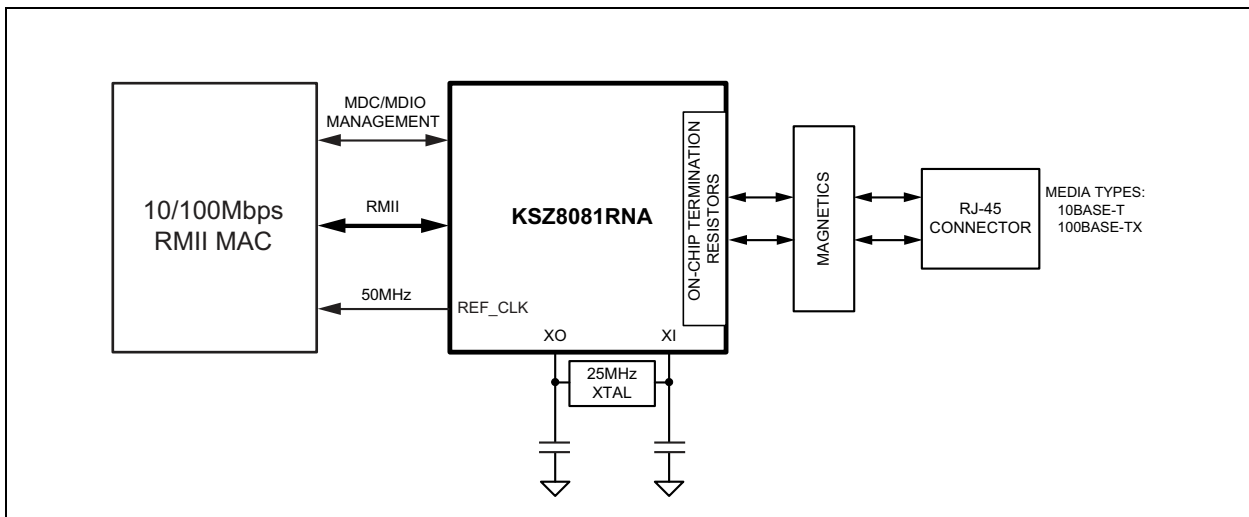 MDC/MDIO
MANAGEMENT
10/100Mbps
RMII MAC
RMII
50MHz
KSZ8081RNA
REF_CLK
XO
XI
ON-CHIP TERMINATION
RESISTORS
25MHz
XTAL
MAGNETICS
RJ-45
CONNECTOR
MEDIA TYPES:
10BASE-T
100BASE-TX